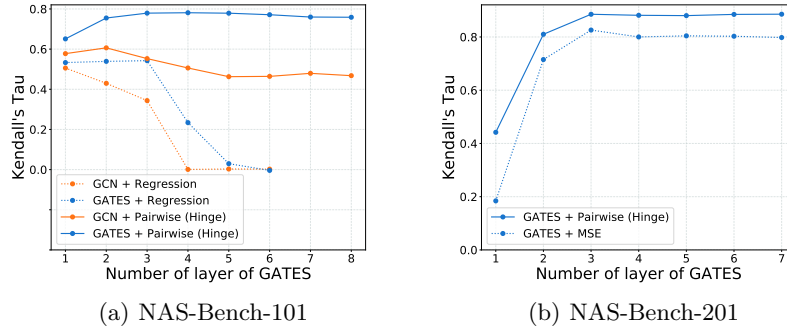 0.8
0.6
0.4
0.2
0.0
Kendall's Tau
GCN + Regression
GATES + Regression
GCN + Pairwise (Hinge)
GATES + Pairwise (Hinge)
1 2 3 4 5 6 7 8
Number of layer of GATES
(a) NAS-Bench-101
0.8
0.6
0.4
0.2
0.0
Kendall's Tau
GATES + Pairwise (Hinge)
GATES + MSE
1 2 3 4 5 6 7
Number of layer of GATES
(b) NAS-Bench-201